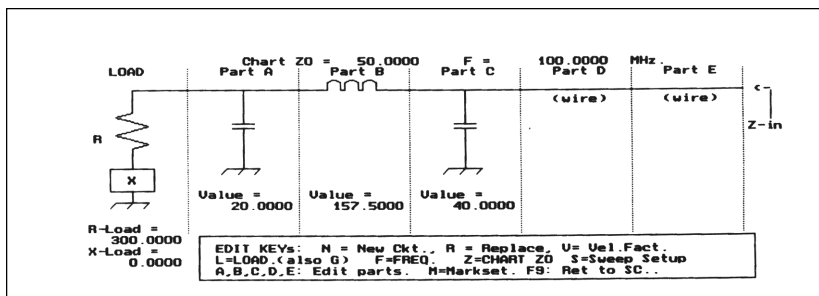 Chart Z0 = 50.0000 F = 100.0000 MHz.
LOAD Part A Part B Part C Part D Part E
(wire) (wire)
<-
Z-in
R
X
Value = Value = Value =
20.0000 157.5000 40.0000
R-Load =
300.0000
X-Load =
0.0000
EDIT KEYs: N = New Ckt., R = Replace, V= Vel.Fact.
L=LOAD.(also G) F=FREQ. Z=CHART Z0 S=Sweep Setup
A,B,C,D,E: Edit parts. M=Markset. F9: Ret to SC..